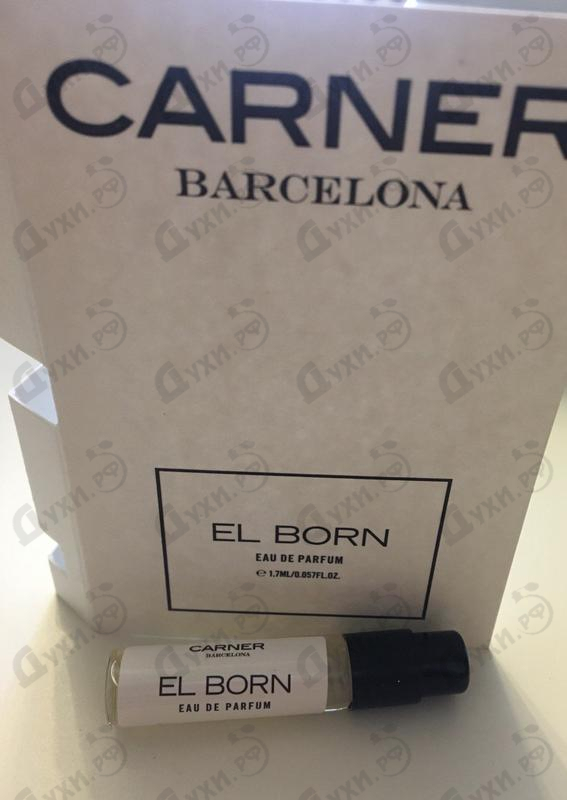 CARNER
BARCELONA
EL BORN
EAU DE PARFUM
℮ 1.7ML/0.057FL.OZ.
CARNER
BARCELONA
EL BORN
EAU DE PARFUM
Духи.рф